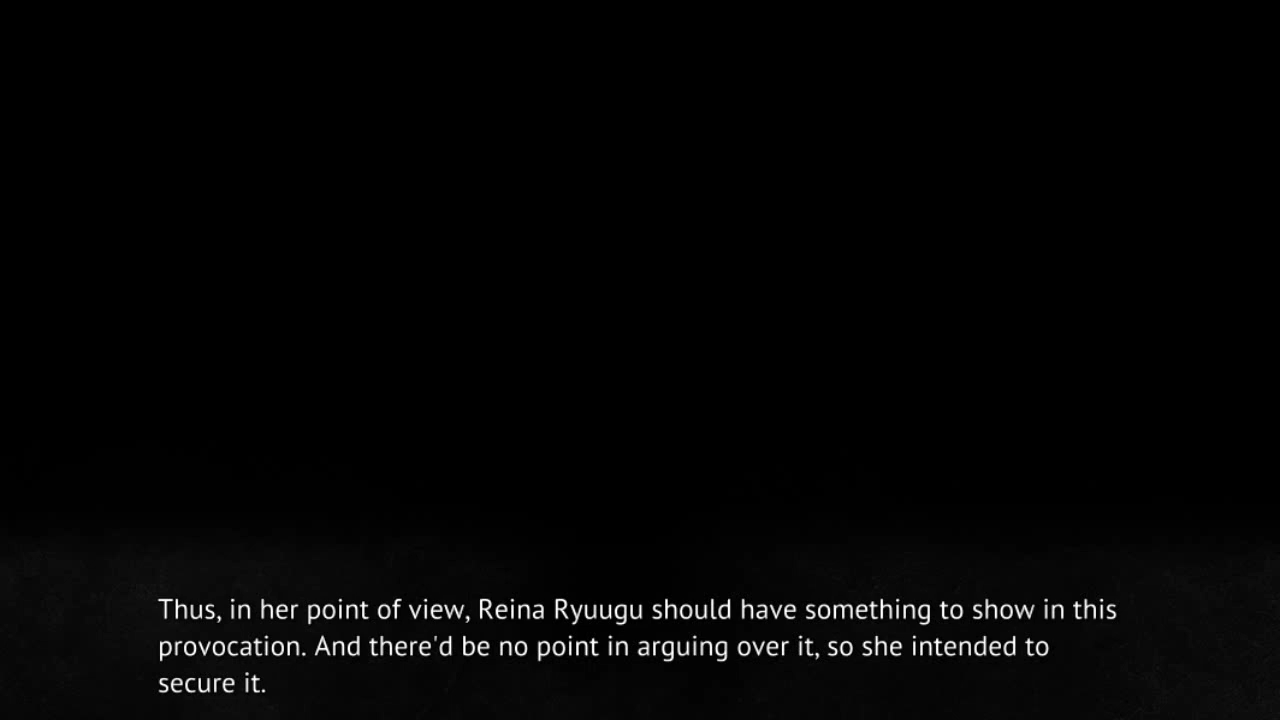 Thus, in her point of view, Reina Ryuugu should have something to show in this
provocation. And there'd be no point in arguing over it, so she intended to
secure it.